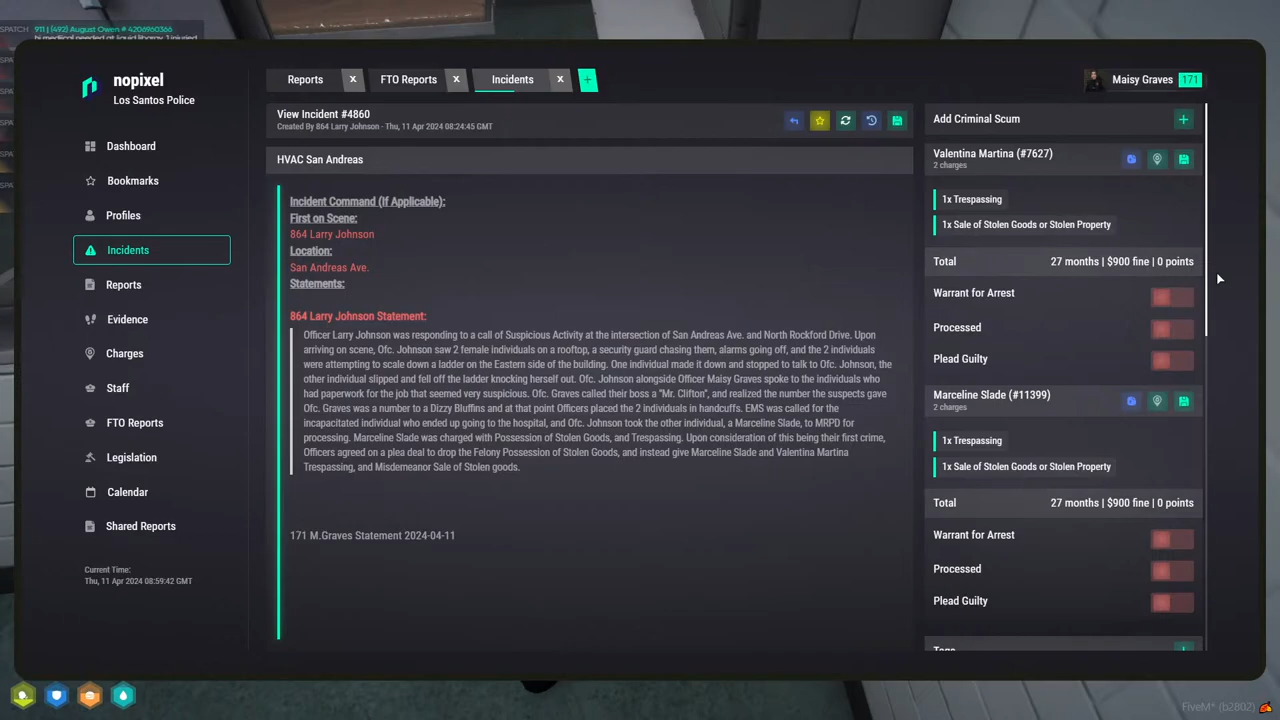 911 | (492) August Owen # 4206960366
hi medical needed at liquid libary, 1 injured
nopixel
Los Santos Police
Dashboard
Bookmarks
Profiles
Incidents
Reports
Evidence
Charges
Staff
FTO Reports
Legislation
Calendar
Shared Reports
Current Time:
Thu, 11 Apr 2024 08:59:42 GMT
Reports x
FTO Reports x
Incidents x
+
Maisy Graves 171
View Incident #4860
Created By 864 Larry Johnson - Thu, 11 Apr 2024 08:24:45 GMT
HVAC San Andreas
Incident Command (If Applicable):
First on Scene:
864 Larry Johnson
Location:
San Andreas Ave.
Statements:
864 Larry Johnson Statement:
Officer Larry Johnson was responding to a call of Suspicious Activity at the intersection of San Andreas Ave. and North Rockford Drive. Upon
arriving on scene, Ofc. Johnson saw 2 female individuals on a rooftop, a security guard chasing them, alarms going off, and the 2 individuals
were attempting to scale down a ladder on the Eastern side of the building. One individual made it down and stopped to talk to Ofc. Johnson, the
other individual slipped and fell off the ladder knocking herself out. Ofc. Johnson alongside Officer Maisy Graves spoke to the individuals who
had paperwork for the job that seemed very suspicious. Ofc. Graves called their boss a "Mr. Clifton", and realized the number the suspects gave
Ofc. Graves was a number to a Dizzy Bluffins and at that point Officers placed the 2 individuals in handcuffs. EMS was called for the
incapacitated individual who ended up going to the hospital, and Ofc. Johnson took the other individual, a Marceline Slade, to MRPD for
processing. Marceline Slade was charged with Possession of Stolen Goods, and Trespassing. Upon consideration of this being their first crime,
Officers agreed on a plea deal to drop the Felony Possession of Stolen Goods, and instead give Marceline Slade and Valentina Martina
Trespassing, and Misdemeanor Sale of Stolen goods.
171 M.Graves Statement 2024-04-11
Add Criminal Scum +
Valentina Martina (#7627)
2 charges
1x Trespassing
1x Sale of Stolen Goods or Stolen Property
Total 27 months | $900 fine | 0 points
Warrant for Arrest
Processed
Plead Guilty
Marceline Slade (#11399)
2 charges
1x Trespassing
1x Sale of Stolen Goods or Stolen Property
Total 27 months | $900 fine | 0 points
Warrant for Arrest
Processed
Plead Guilty
Tags
FiveM* (b2802)